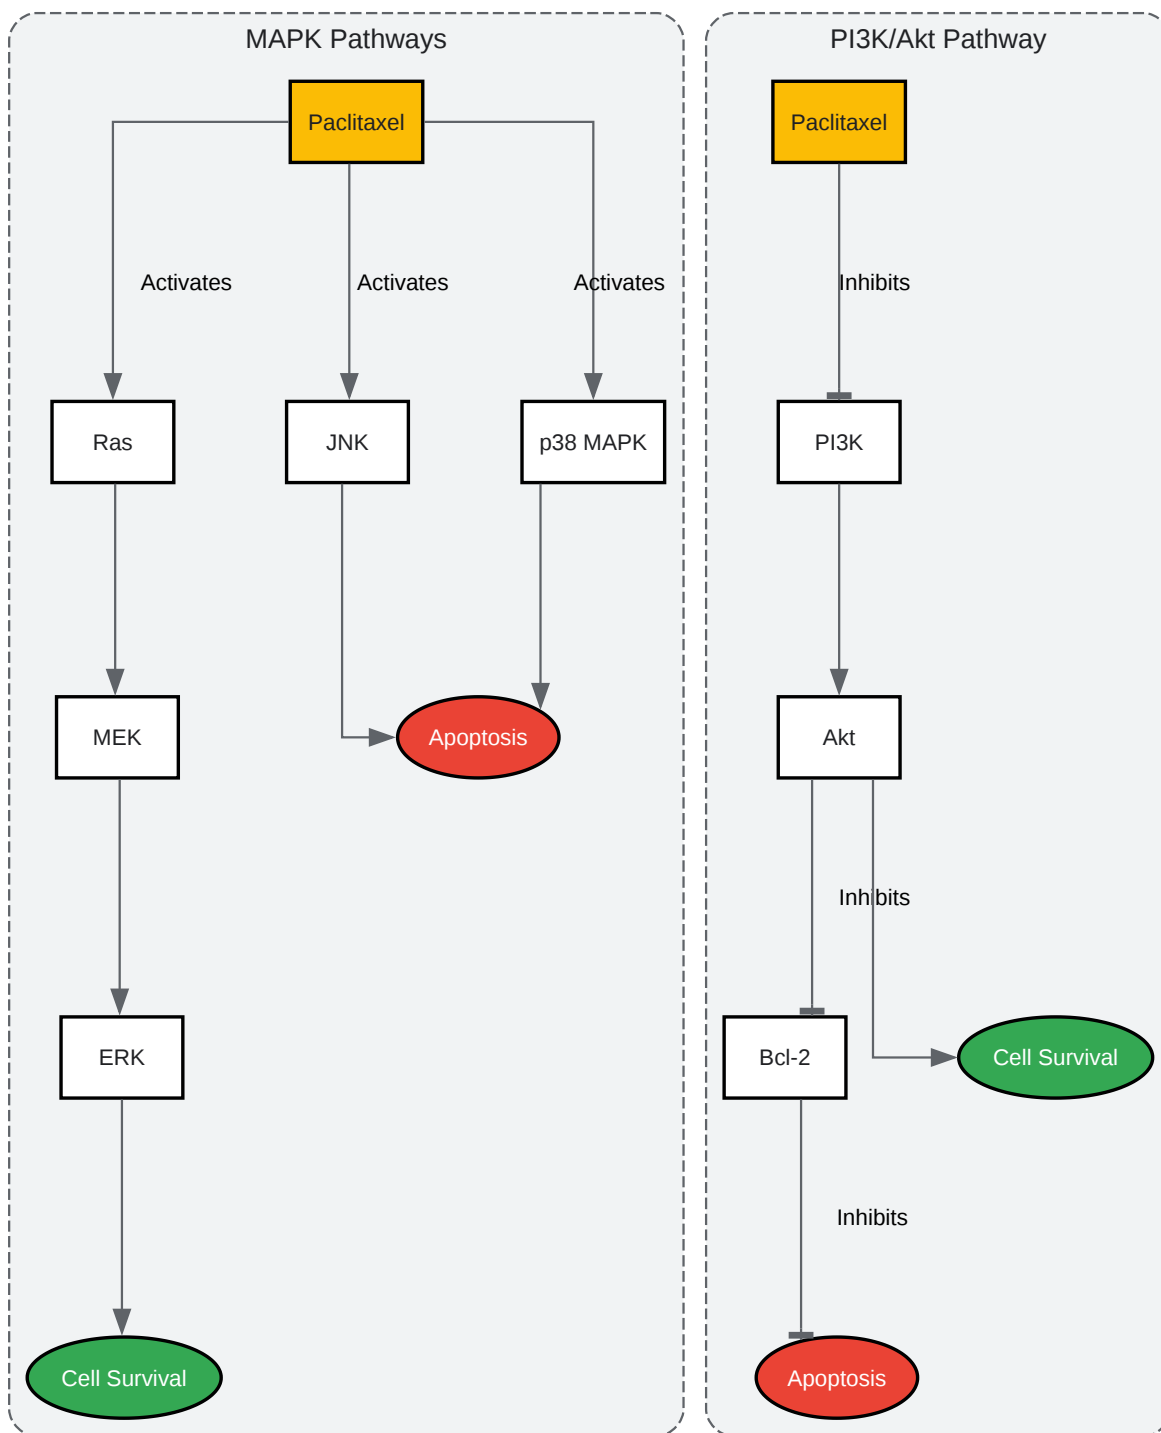 MAPK Pathways
Paclitaxel
Activates
Activates
Activates
Ras
JNK
p38 MAPK
MEK
Apoptosis
ERK
Cell Survival
PI3K/Akt Pathway
Paclitaxel
Inhibits
PI3K
Akt
Inhibits
Bcl-2
Cell Survival
Inhibits
Apoptosis